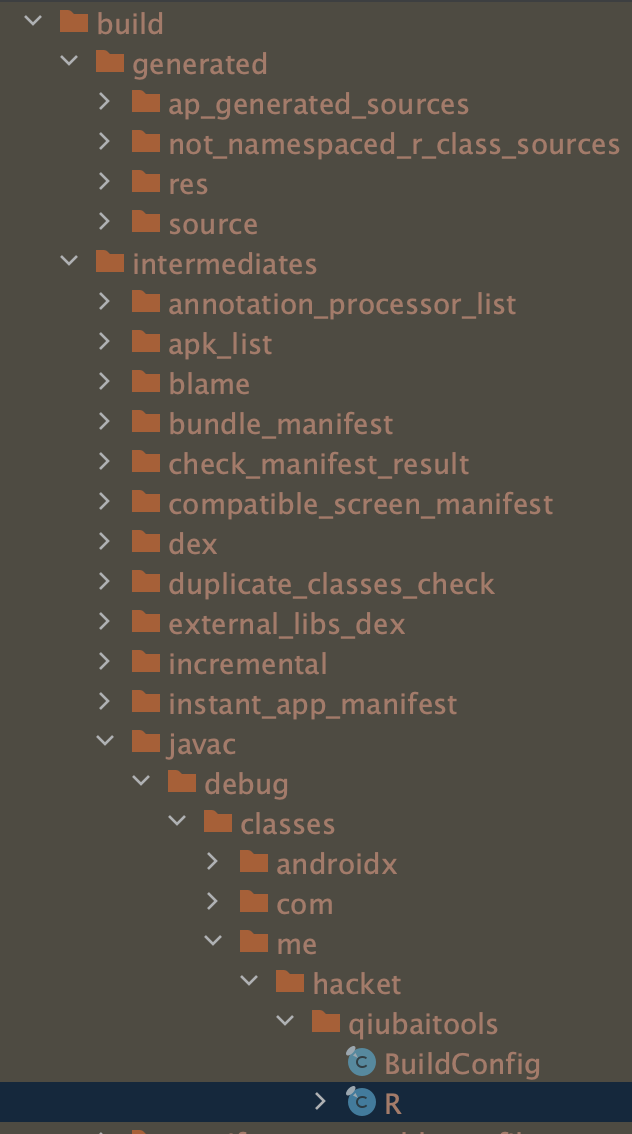 build
generated
ap_generated_sources
not_namespaced_r_class_sources
res
source
intermediates
annotation_processor_list
apk_list
blame
bundle_manifest
check_manifest_result
compatible_screen_manifest
dex
duplicate_classes_check
external_libs_dex
incremental
instant_app_manifest
javac
debug
classes
androidx
com
me
hacket
qiubaitools
C BuildConfig
C R